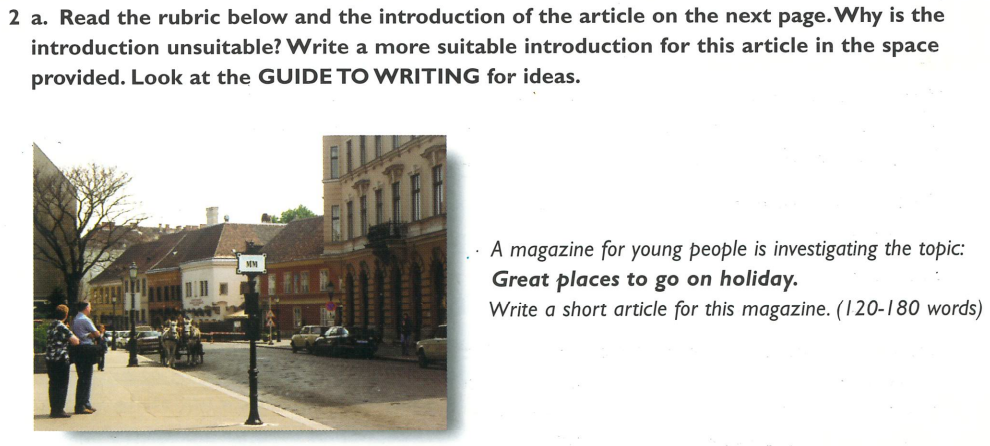 2 a. Read the rubric below and the introduction of the article on the next page. Why is the
introduction unsuitable? Write a more suitable introduction for this article in the space
provided. Look at the GUIDE TO WRITING for ideas.
MM
A magazine for young people is investigating the topic:
Great places to go on holiday.
Write a short article for this magazine. (120-180 words)